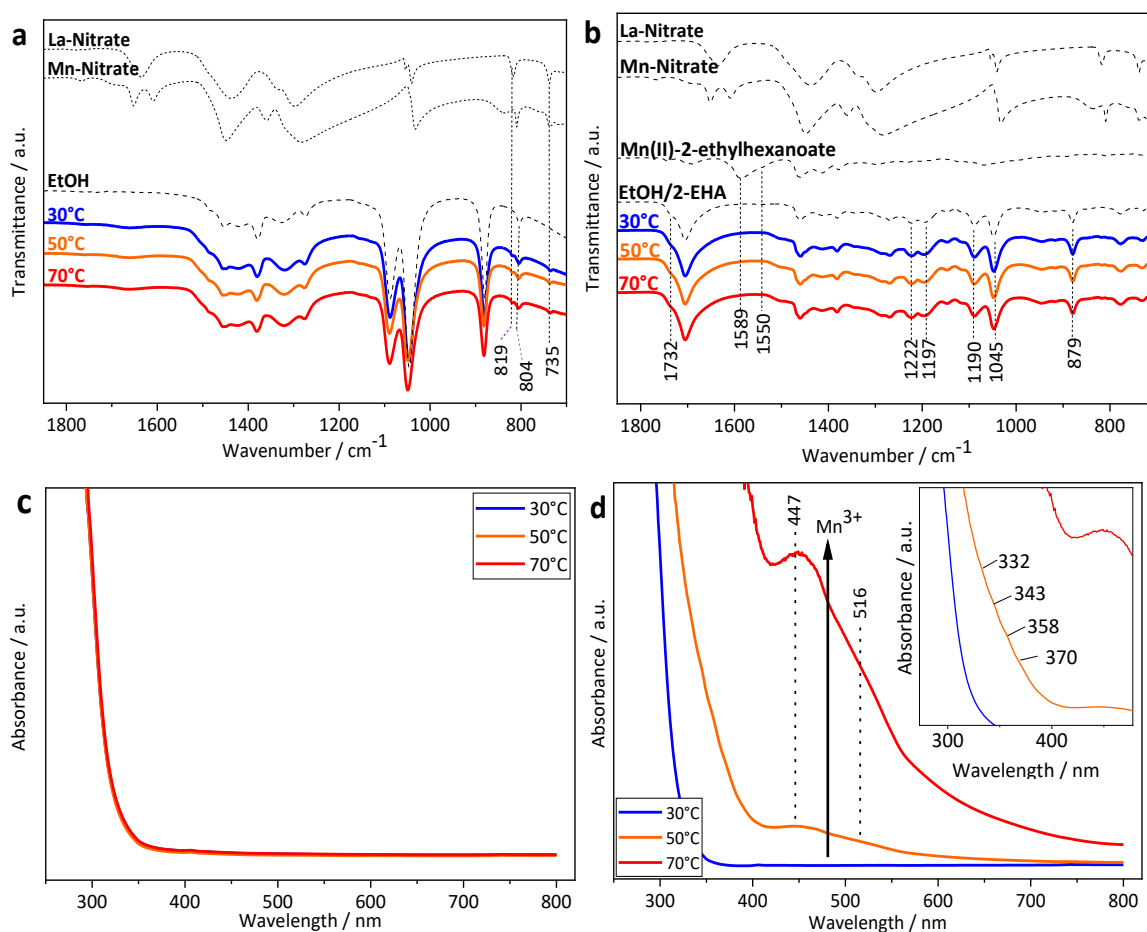 a
La-Nitrate
Mn-Nitrate
EtOH
30°C
50°C
70°C
819
804
735
Transmittance / a.u.
1800 1600 1400 1200 1000 800
Wavenumber / cm-1
b
La-Nitrate
Mn-Nitrate
Mn(II)-2-ethylhexanoate
EtOH/2-EHA
30°C
50°C
70°C
1732
1589
1550
1222
1197
1190
1045
879
Transmittance / a.u.
1800 1600 1400 1200 1000 800
Wavenumber / cm-1
c
30°C
50°C
70°C
Absorbance / a.u.
300 400 500 600 700 800
Wavelength / nm
d
447
Mn3+
516
30°C
50°C
70°C
Absorbance / a.u.
300 400 500 600 700 800
Wavelength / nm
332
343
358
370
Absorbance / a.u.
300 400
Wavelength / nm